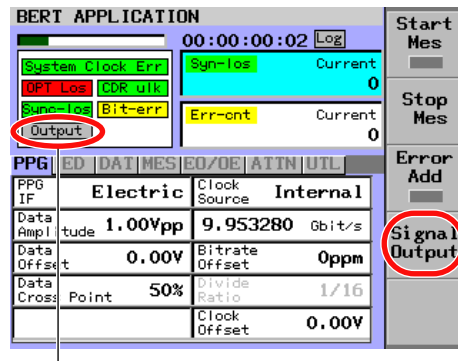 BERT APPLICATION
00:00:00:02 Log
System Clock Err
OPT Los CDR ulk
Sync-los Bit-err
Output
Syn-los Current
0
Err-cnt Current
0
PPG ED DAT MES EO/OE ATTN UTL
PPG IF Electric
Clock Source Internal
Data Amplitude 1.00Vpp
9.953280 Gbit/s
Data Offset 0.00V
Bitrate Offset 0ppm
Data Cross Point 50%
Divide Ratio 1/16
Clock Offset 0.00V
Start Mes
Stop Mes
Error Add
Signal Output